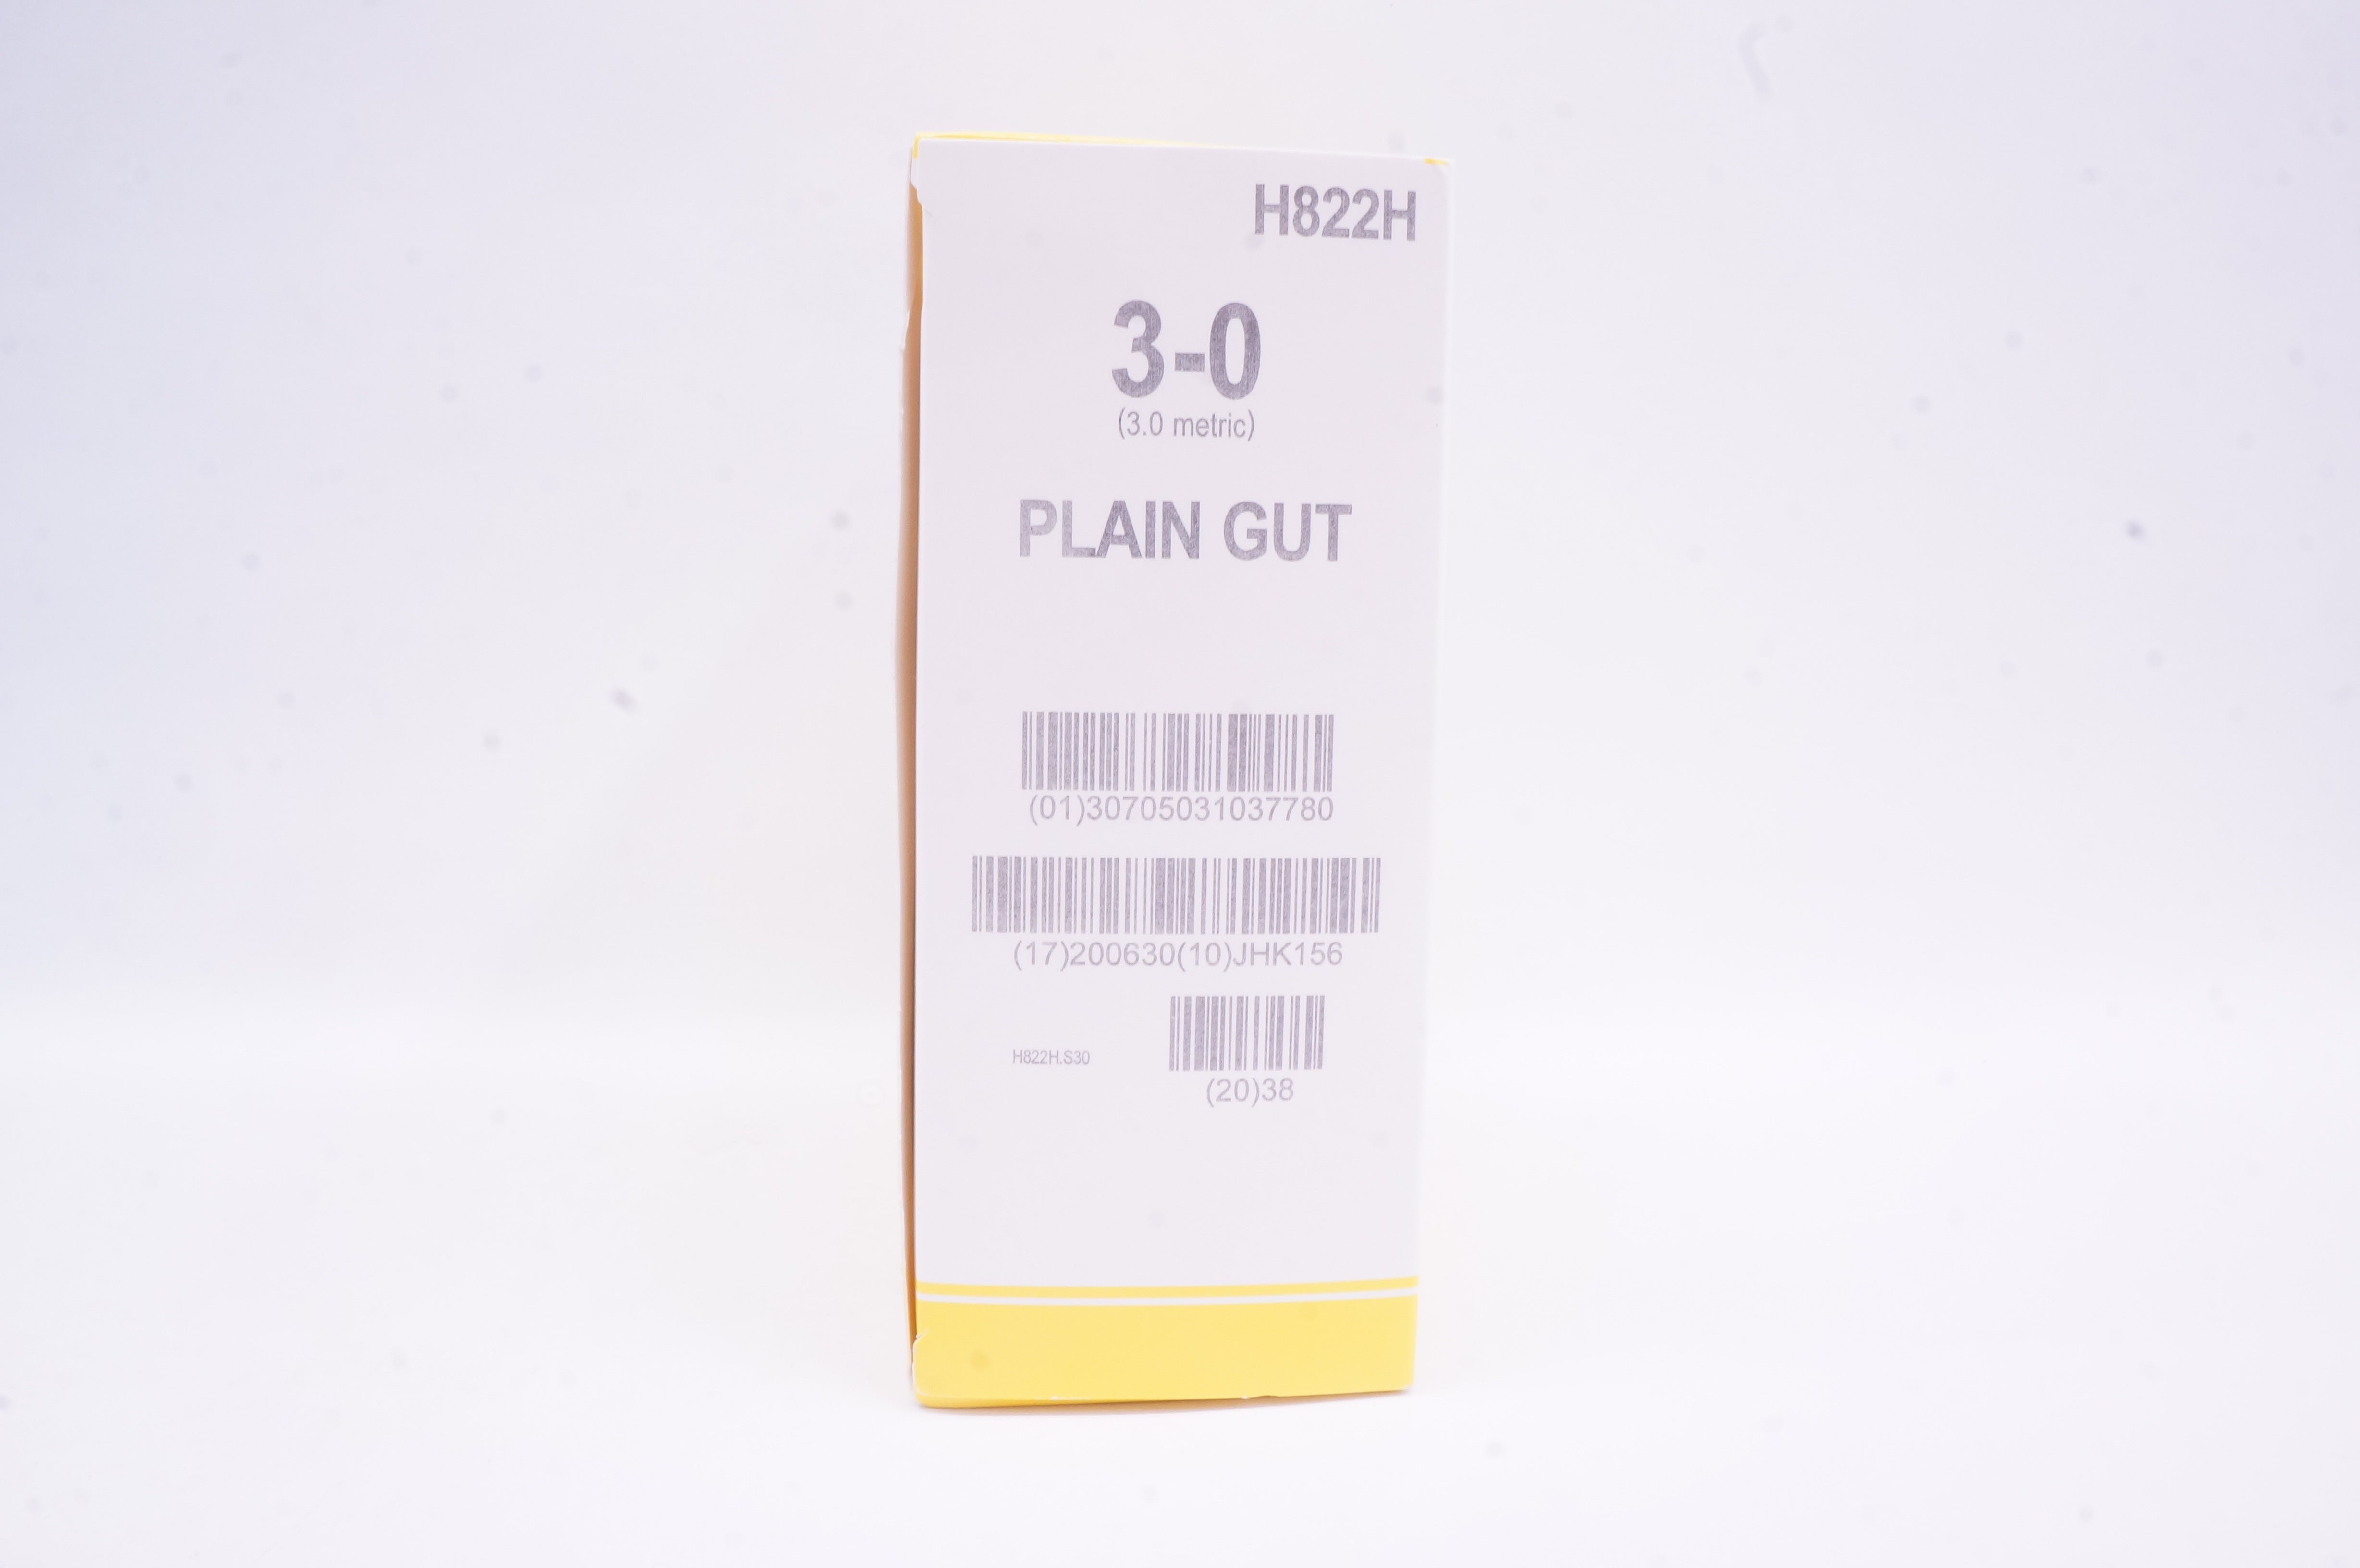 H822H
3-0
(3.0 metric)
PLAIN GUT
(01)30705031037780
(17)200630(10)JHK156
H822H.S30
(20)38